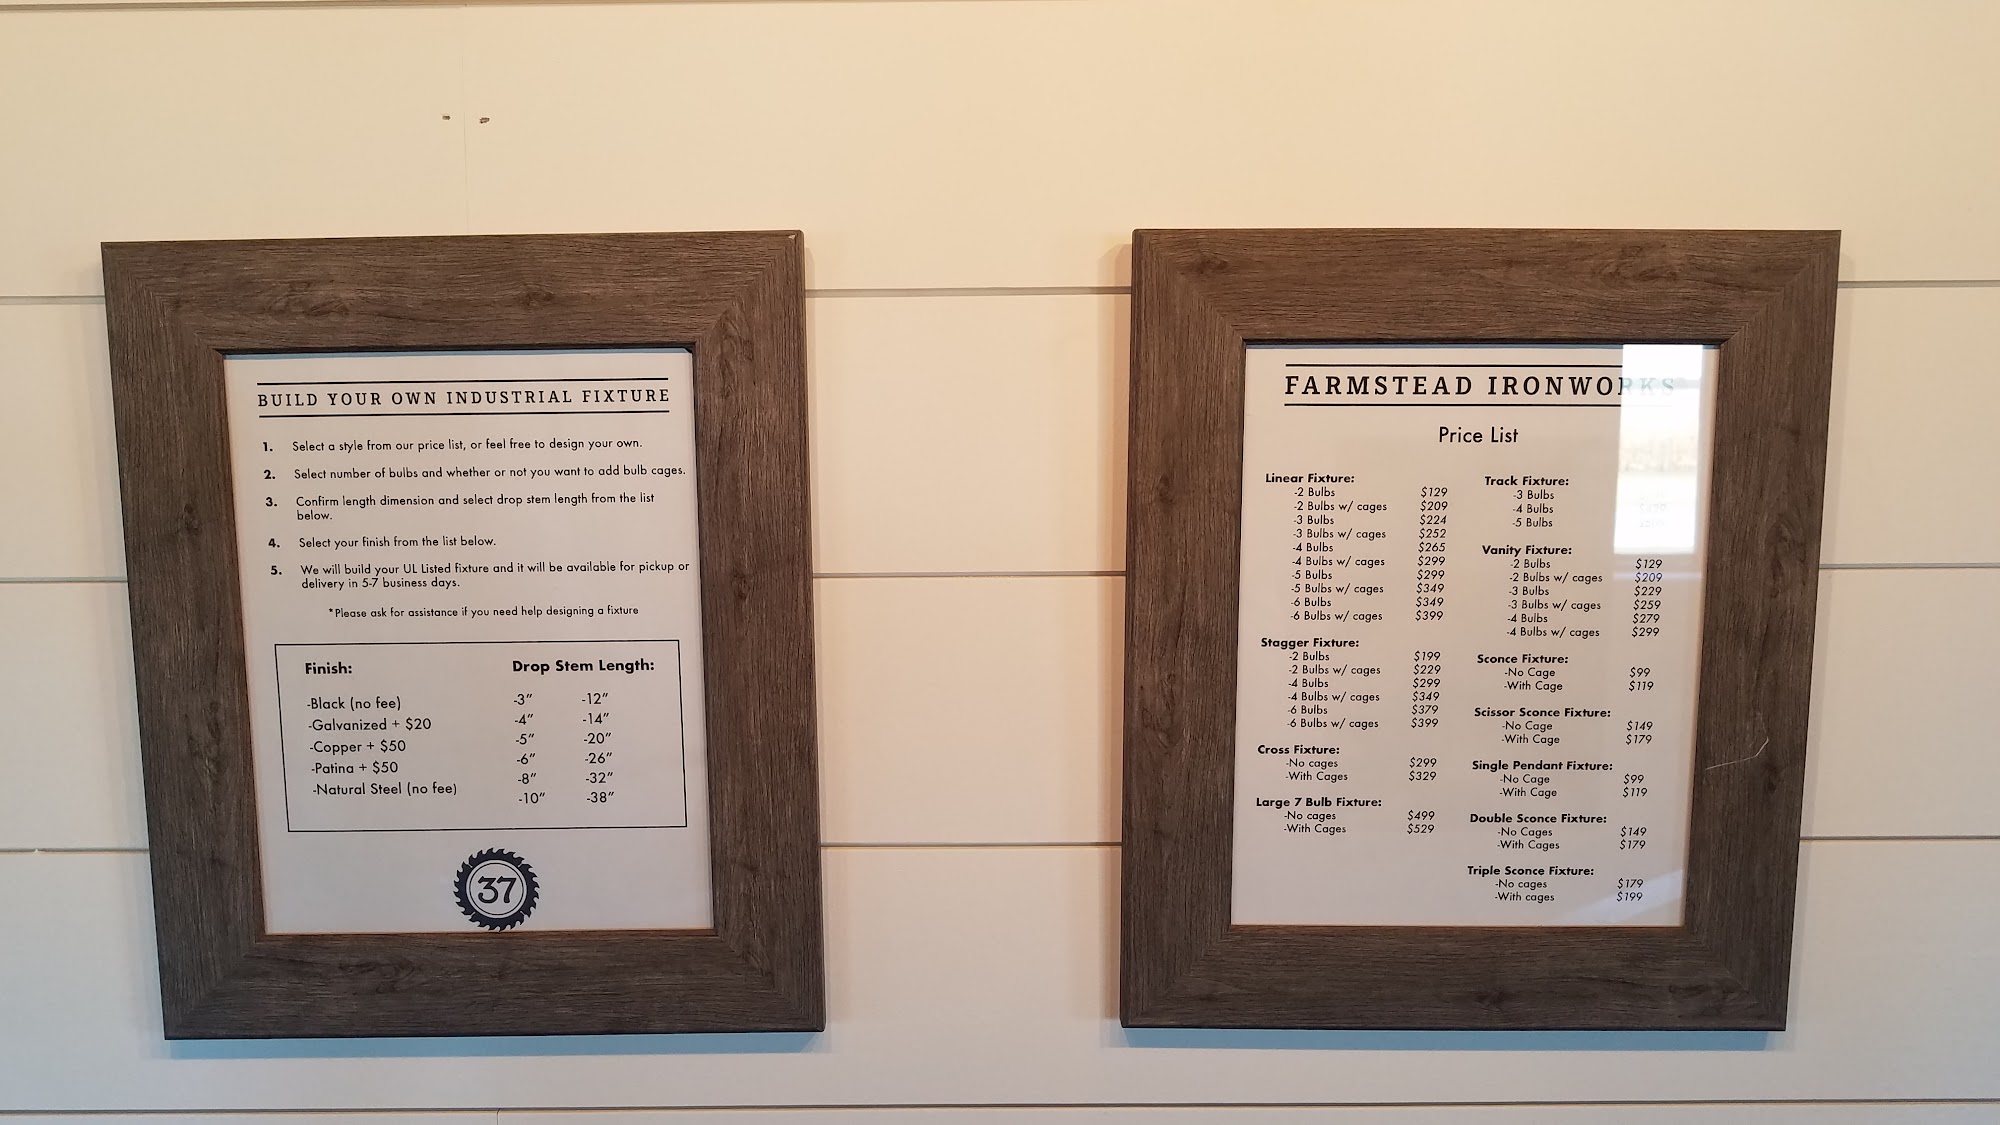 BUILD YOUR OWN INDUSTRIAL FIXTURE
1. Select a style from our price list, or feel free to design your own.
2. Select number of bulbs and whether or not you want to add bulb cages.
3. Confirm length dimension and select drop stem length from the list
below.
4. Select your finish from the list below.
5. We will build your UL Listed fixture and it will be available for pickup or
delivery in 5-7 business days.
*Please ask for assistance if you need help designing a fixture
Finish:
-Black (no fee)
-Galvanized + $20
-Copper + $50
-Patina + $50
-Natural Steel (no fee)
Drop Stem Length:
-3" -12"
-4" -14"
-5" -20"
-6" -26"
-8" -32"
-10" -38"
37
FARMSTEAD IRONWORKS
Price List
Linear Fixture:
-2 Bulbs $129
-2 Bulbs w/ cages $209
-3 Bulbs $224
-3 Bulbs w/ cages $252
-4 Bulbs $265
-4 Bulbs w/ cages $299
-5 Bulbs $299
-5 Bulbs w/ cages $349
-6 Bulbs $349
-6 Bulbs w/ cages $399
Stagger Fixture:
-2 Bulbs $199
-2 Bulbs w/ cages $229
-4 Bulbs $299
-4 Bulbs w/ cages $349
-6 Bulbs $379
-6 Bulbs w/ cages $399
Cross Fixture:
-No cages $299
-With Cages $329
Large 7 Bulb Fixture:
-No cages $499
-With Cages $529
Track Fixture:
-3 Bulbs
-4 Bulbs
-5 Bulbs
Vanity Fixture:
-2 Bulbs $129
-2 Bulbs w/ cages $209
-3 Bulbs $229
-3 Bulbs w/ cages $259
-4 Bulbs $279
-4 Bulbs w/ cages $299
Sconce Fixture:
-No Cage $99
-With Cage $119
Scissor Sconce Fixture:
-No Cage $149
-With Cage $179
Single Pendant Fixture:
-No Cage $99
-With Cage $119
Double Sconce Fixture:
-No Cages $149
-With Cages $179
Triple Sconce Fixture:
-No cages $179
-With cages $199